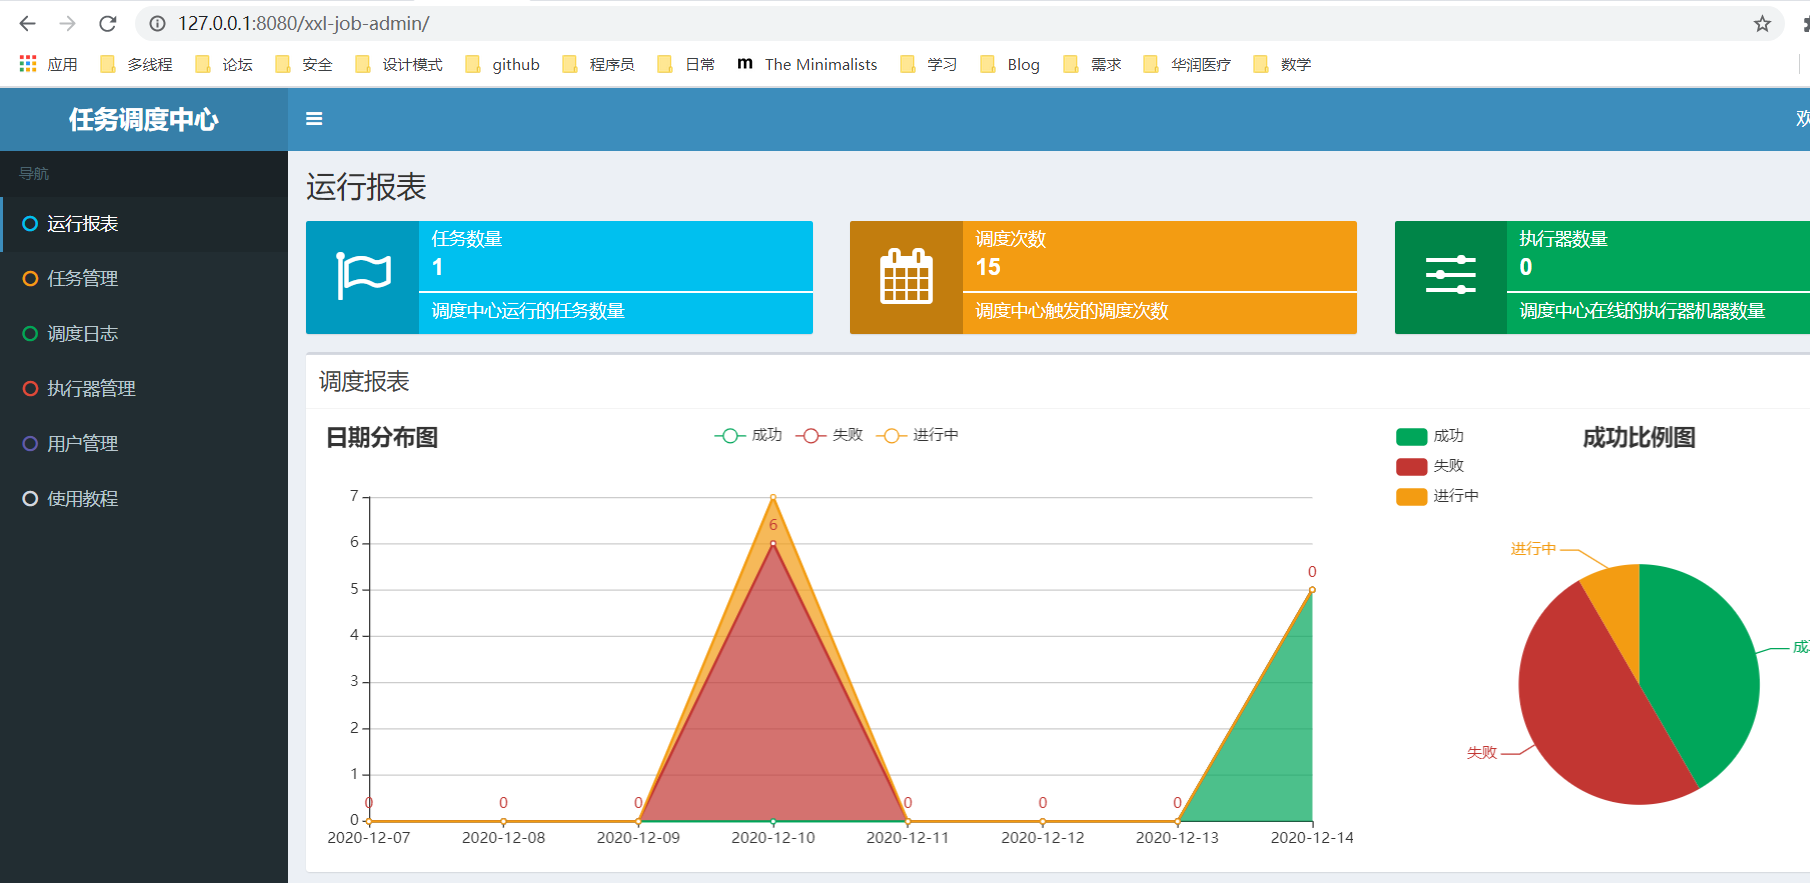 127.0.0.1:8080/xxl-job-admin/
应用 多线程 论坛 安全 设计模式 github 程序员 日常 m The Minimalists 学习 Blog 需求 华润医疗 数学
任务调度中心
欢
导航
运行报表
任务管理
调度日志
执行器管理
用户管理
使用教程
运行报表
任务数量
1
调度中心运行的任务数量
调度次数
15
调度中心触发的调度次数
执行器数量
0
调度中心在线的执行器机器数量
调度报表
日期分布图
成功 失败 进行中
7
6
5
4
3
2
1
0
0 0 0 6 0 0 0 0
2020-12-07 2020-12-08 2020-12-09 2020-12-10 2020-12-11 2020-12-12 2020-12-13 2020-12-14
成功
失败
进行中
成功比例图
进行中
成功
失败